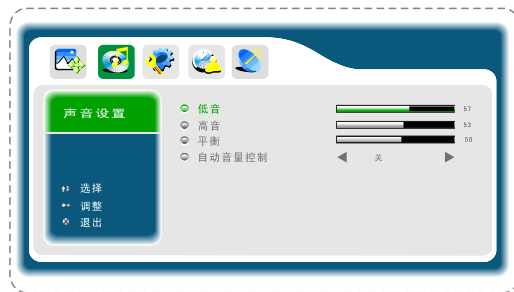 声音设置
低音 57
高音 53
平衡 50
自动音量控制 关
选择
调整
退出